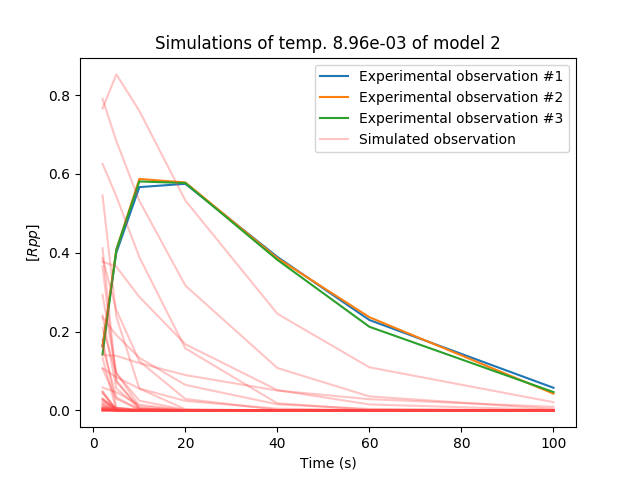 Simulations of temp. 8.96e-03 of model 2
Experimental observation #1
Experimental observation #2
Experimental observation #3
Simulated observation
[Rpp]
0.8
0.6
0.4
0.2
0.0
0 20 40 60 80 100
Time (s)